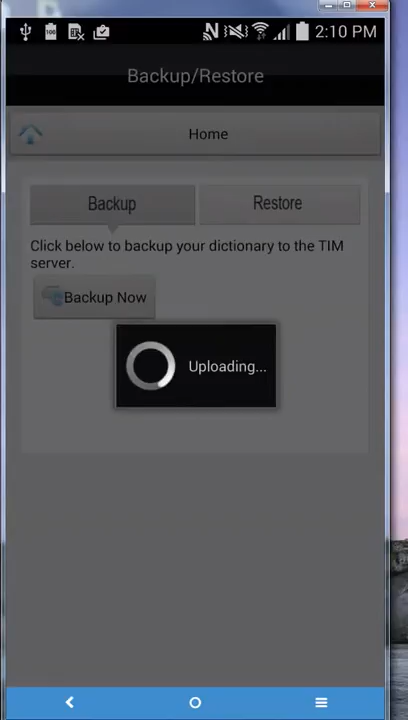 2:10 PM
Backup/Restore
Home
Backup
Restore
Click below to backup your dictionary to the TIM
server.
Backup Now
Uploading...